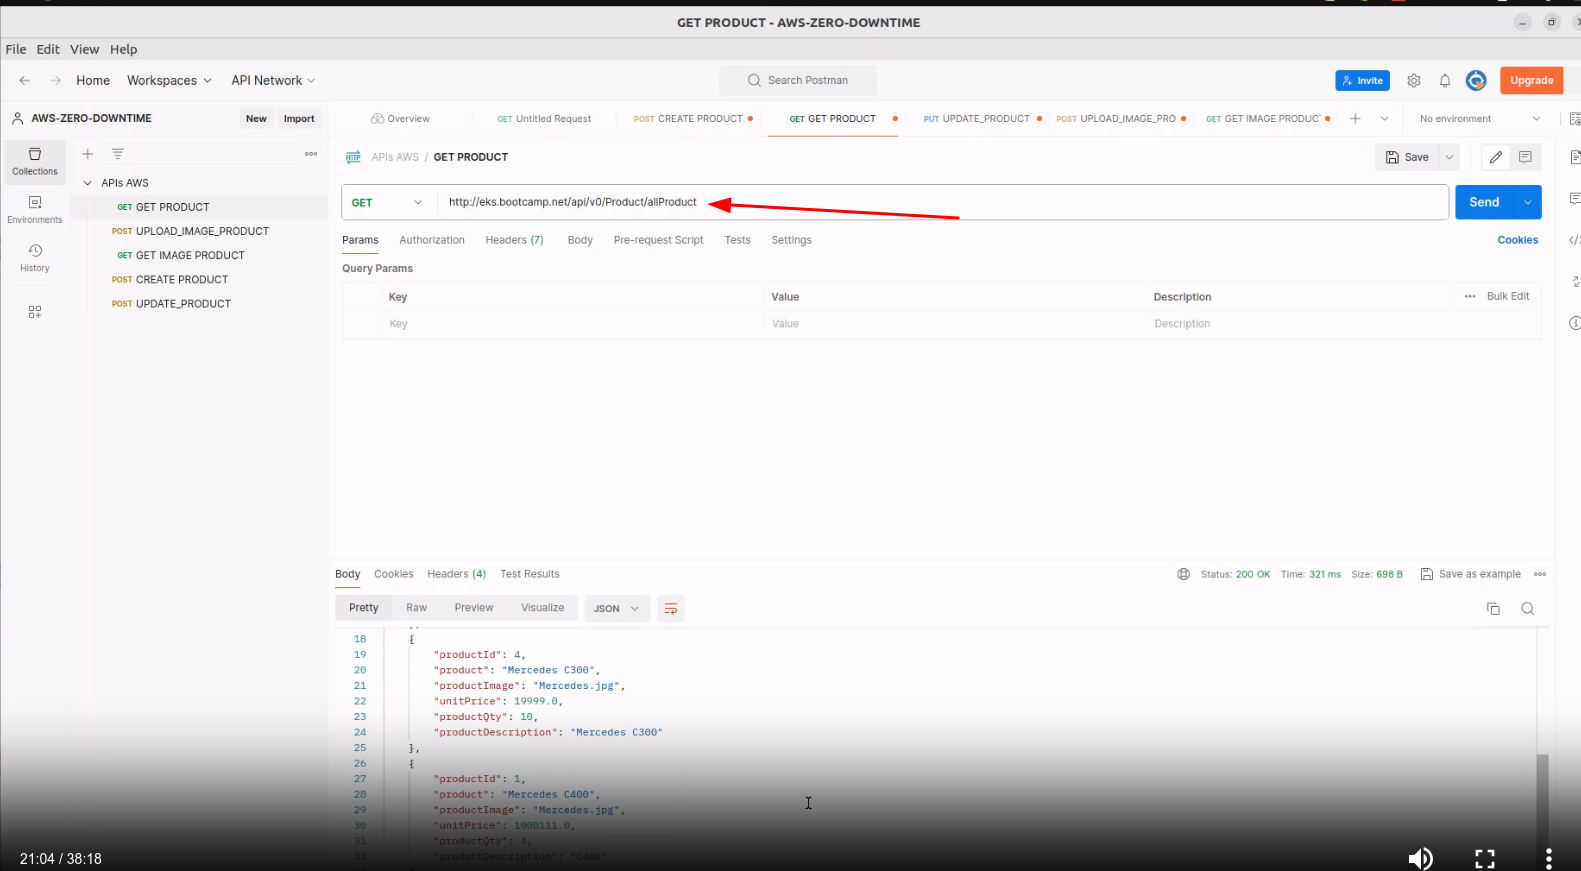 GET PRODUCT - AWS-ZERO-DOWNTIME
File Edit View Help
Home Workspaces API Network Search Postman Invite Upgrade
AWS-ZERO-DOWNTIME New Import Overview GET Untitled Request POST CREATE PRODUCT GET GET PRODUCT PUT UPDATE_PRODUCT POST UPLOAD_IMAGE_PRO GET GET IMAGE PRODUC No environment
Collections
Environments
History
APIs AWS
GET GET PRODUCT
POST UPLOAD_IMAGE_PRODUCT
GET GET IMAGE PRODUCT
POST CREATE PRODUCT
POST UPDATE_PRODUCT
HTTP APIs AWS / GET PRODUCT Save
GET http://eks.bootcamp.net/api/v0/Product/allProduct Send
Params Authorization Headers (7) Body Pre-request Script Tests Settings Cookies
Query Params
Key Value Description Bulk Edit
Key Value Description
Body Cookies Headers (4) Test Results Status: 200 OK Time: 321 ms Size: 698 B Save as example
Pretty Raw Preview Visualize JSON
18 {
19 "productId": 4,
20 "product": "Mercedes C300",
21 "productImage": "Mercedes.jpg",
22 "unitPrice": 19999.0,
23 "productQty": 10,
24 "productDescription": "Mercedes C300"
25 },
26 {
27 "productId": 1,
28 "product": "Mercedes C400",
29 "productImage": "Mercedes.jpg",
30 "unitPrice": 1000111.0,
31 "productQty": 4,
32 "productDescription": "C400"
21:04 / 38:18